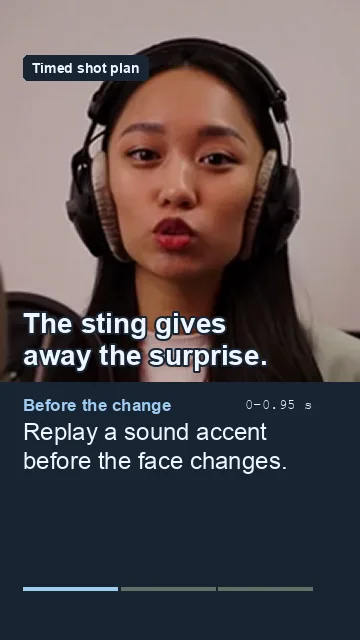 Timed shot plan
The sting gives
away the surprise.
Before the change
0–0.95 s
Replay a sound accent
before the face changes.